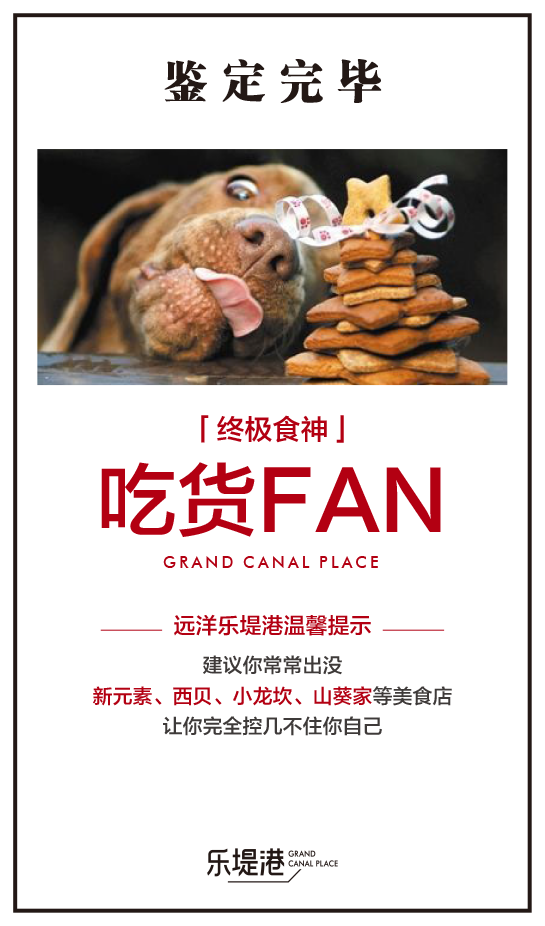 鉴定完毕
「终极食神」
吃货FAN
GRAND CANAL PLACE
远洋乐堤港温馨提示
建议你常常出没
新元素、西贝、小龙坎、山葵家等美食店
让你完全控几不住你自己
乐堤港 GRAND CANAL PLACE